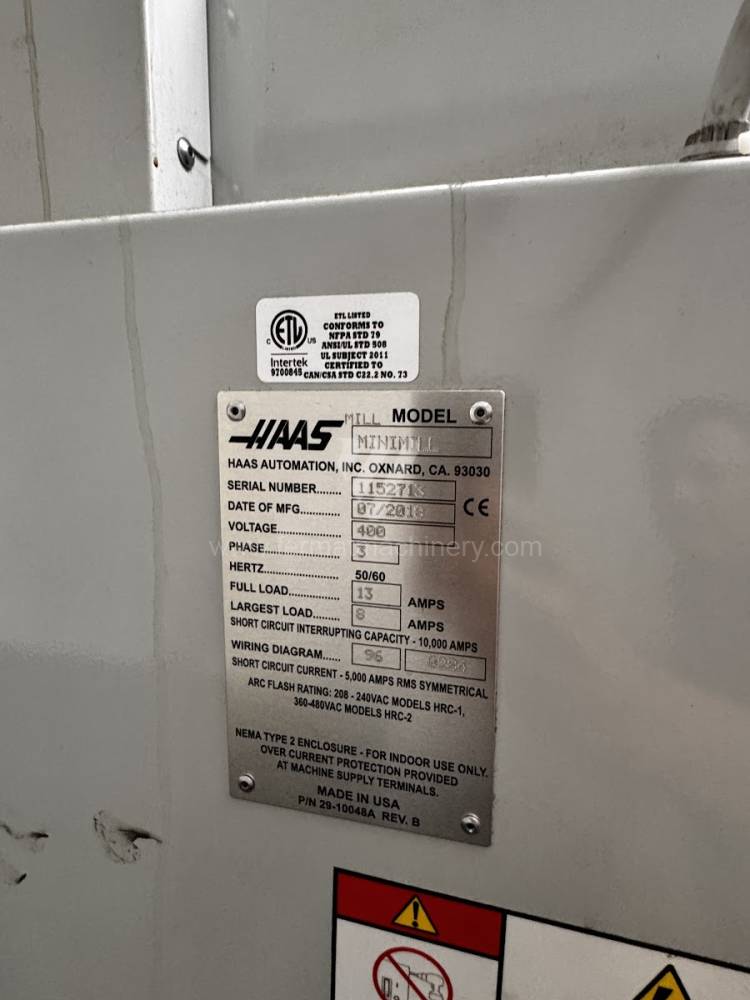 ETL LISTED
CONFORMS TO
NFPA STD 79
ANSI/UL STD 508
UL SUBJECT 2011
CERTIFIED TO
CAN/CSA STD C22.2 NO. 73
C ETL US
Intertek
9700845
HAAS MILL MODEL
MINIMILL
HAAS AUTOMATION, INC. OXNARD, CA. 93030
SERIAL NUMBER....... 1152713
DATE OF MFG.......... 07/2018 CE
VOLTAGE................ 400
PHASE................... 3
HERTZ................... 50/60
FULL LOAD.............. 13 AMPS
LARGEST LOAD........ 8 AMPS
SHORT CIRCUIT INTERRUPTING CAPACITY - 10,000 AMPS
WIRING DIAGRAM...... 96
SHORT CIRCUIT CURRENT - 5,000 AMPS RMS SYMMETRICAL
ARC FLASH RATING: 208 - 240VAC MODELS HRC-1,
360-480VAC MODELS HRC-2
NEMA TYPE 2 ENCLOSURE - FOR INDOOR USE ONLY.
OVER CURRENT PROTECTION PROVIDED
AT MACHINE SUPPLY TERMINALS.
MADE IN USA
P/N 29-10048A REV. B